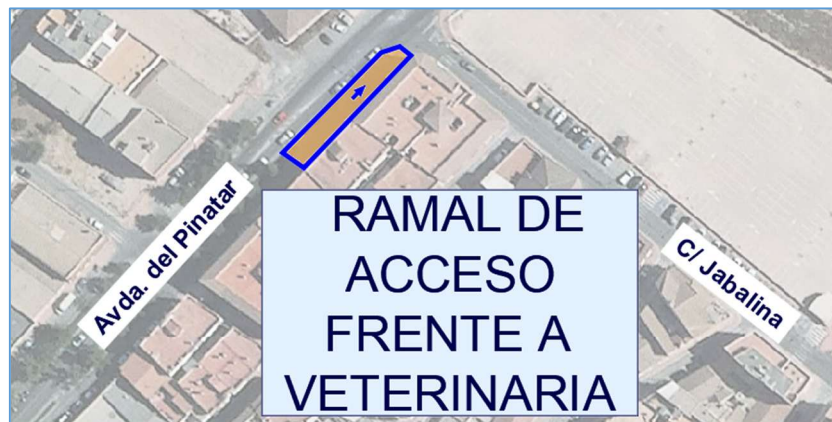 Avda. del Pinatar
RAMAL DE
ACCESO
FRENTE A
VETERINARIA
C/ Jabalina